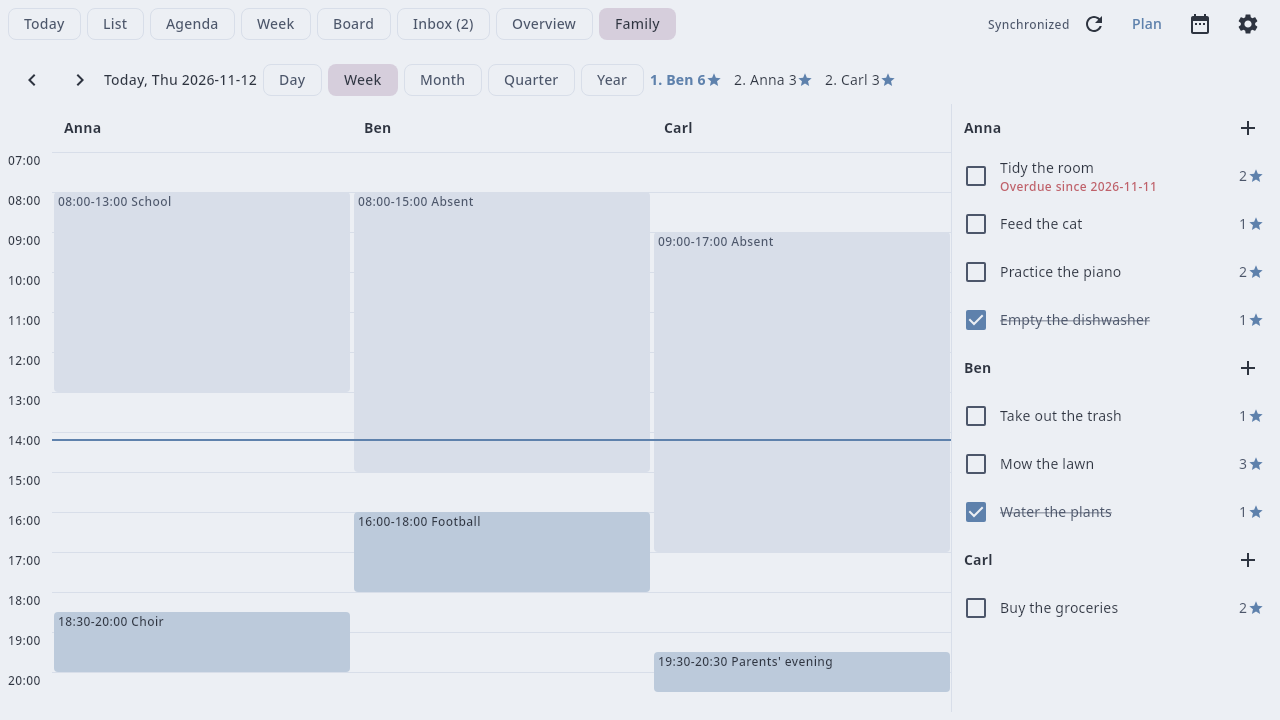 Today List Agenda Week Board Inbox (2) Overview Family Synchronized Plan
Today, Thu 2026-11-12 Day Week Month Quarter Year 1. Ben 6★ 2. Anna 3★ 2. Carl 3★
Anna Ben Carl
07:00
08:00
09:00
10:00
11:00
12:00
13:00
14:00
15:00
16:00
17:00
18:00
19:00
20:00
08:00-13:00 School
18:30-20:00 Choir
08:00-15:00 Absent
16:00-18:00 Football
09:00-17:00 Absent
19:30-20:30 Parents' evening
Anna
Tidy the room 2★
Overdue since 2026-11-11
Feed the cat 1★
Practice the piano 2★
Empty the dishwasher 1★
Ben
Take out the trash 1★
Mow the lawn 3★
Water the plants 1★
Carl
Buy the groceries 2★